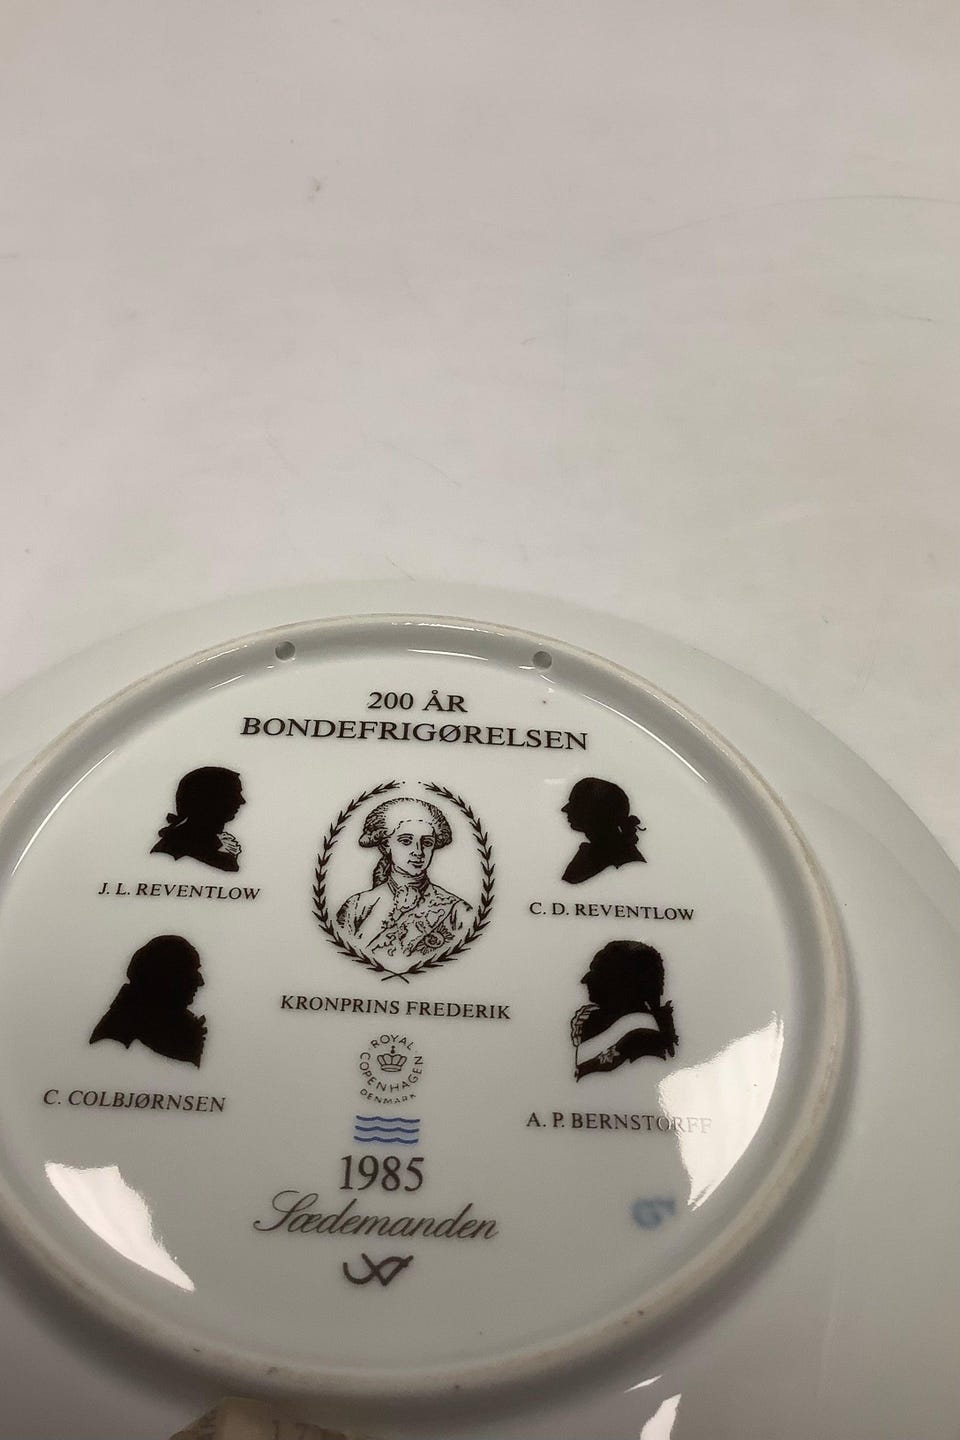 200 ÅR
BONDEFRIGØRELSEN
J. L. REVENTLOW
C. D. REVENTLOW
KRONPRINS FREDERIK
C. COLBJØRNSEN
A. P. BERNSTORFF
ROYAL COPENHAGEN
DENMARK
1985
Sædemanden